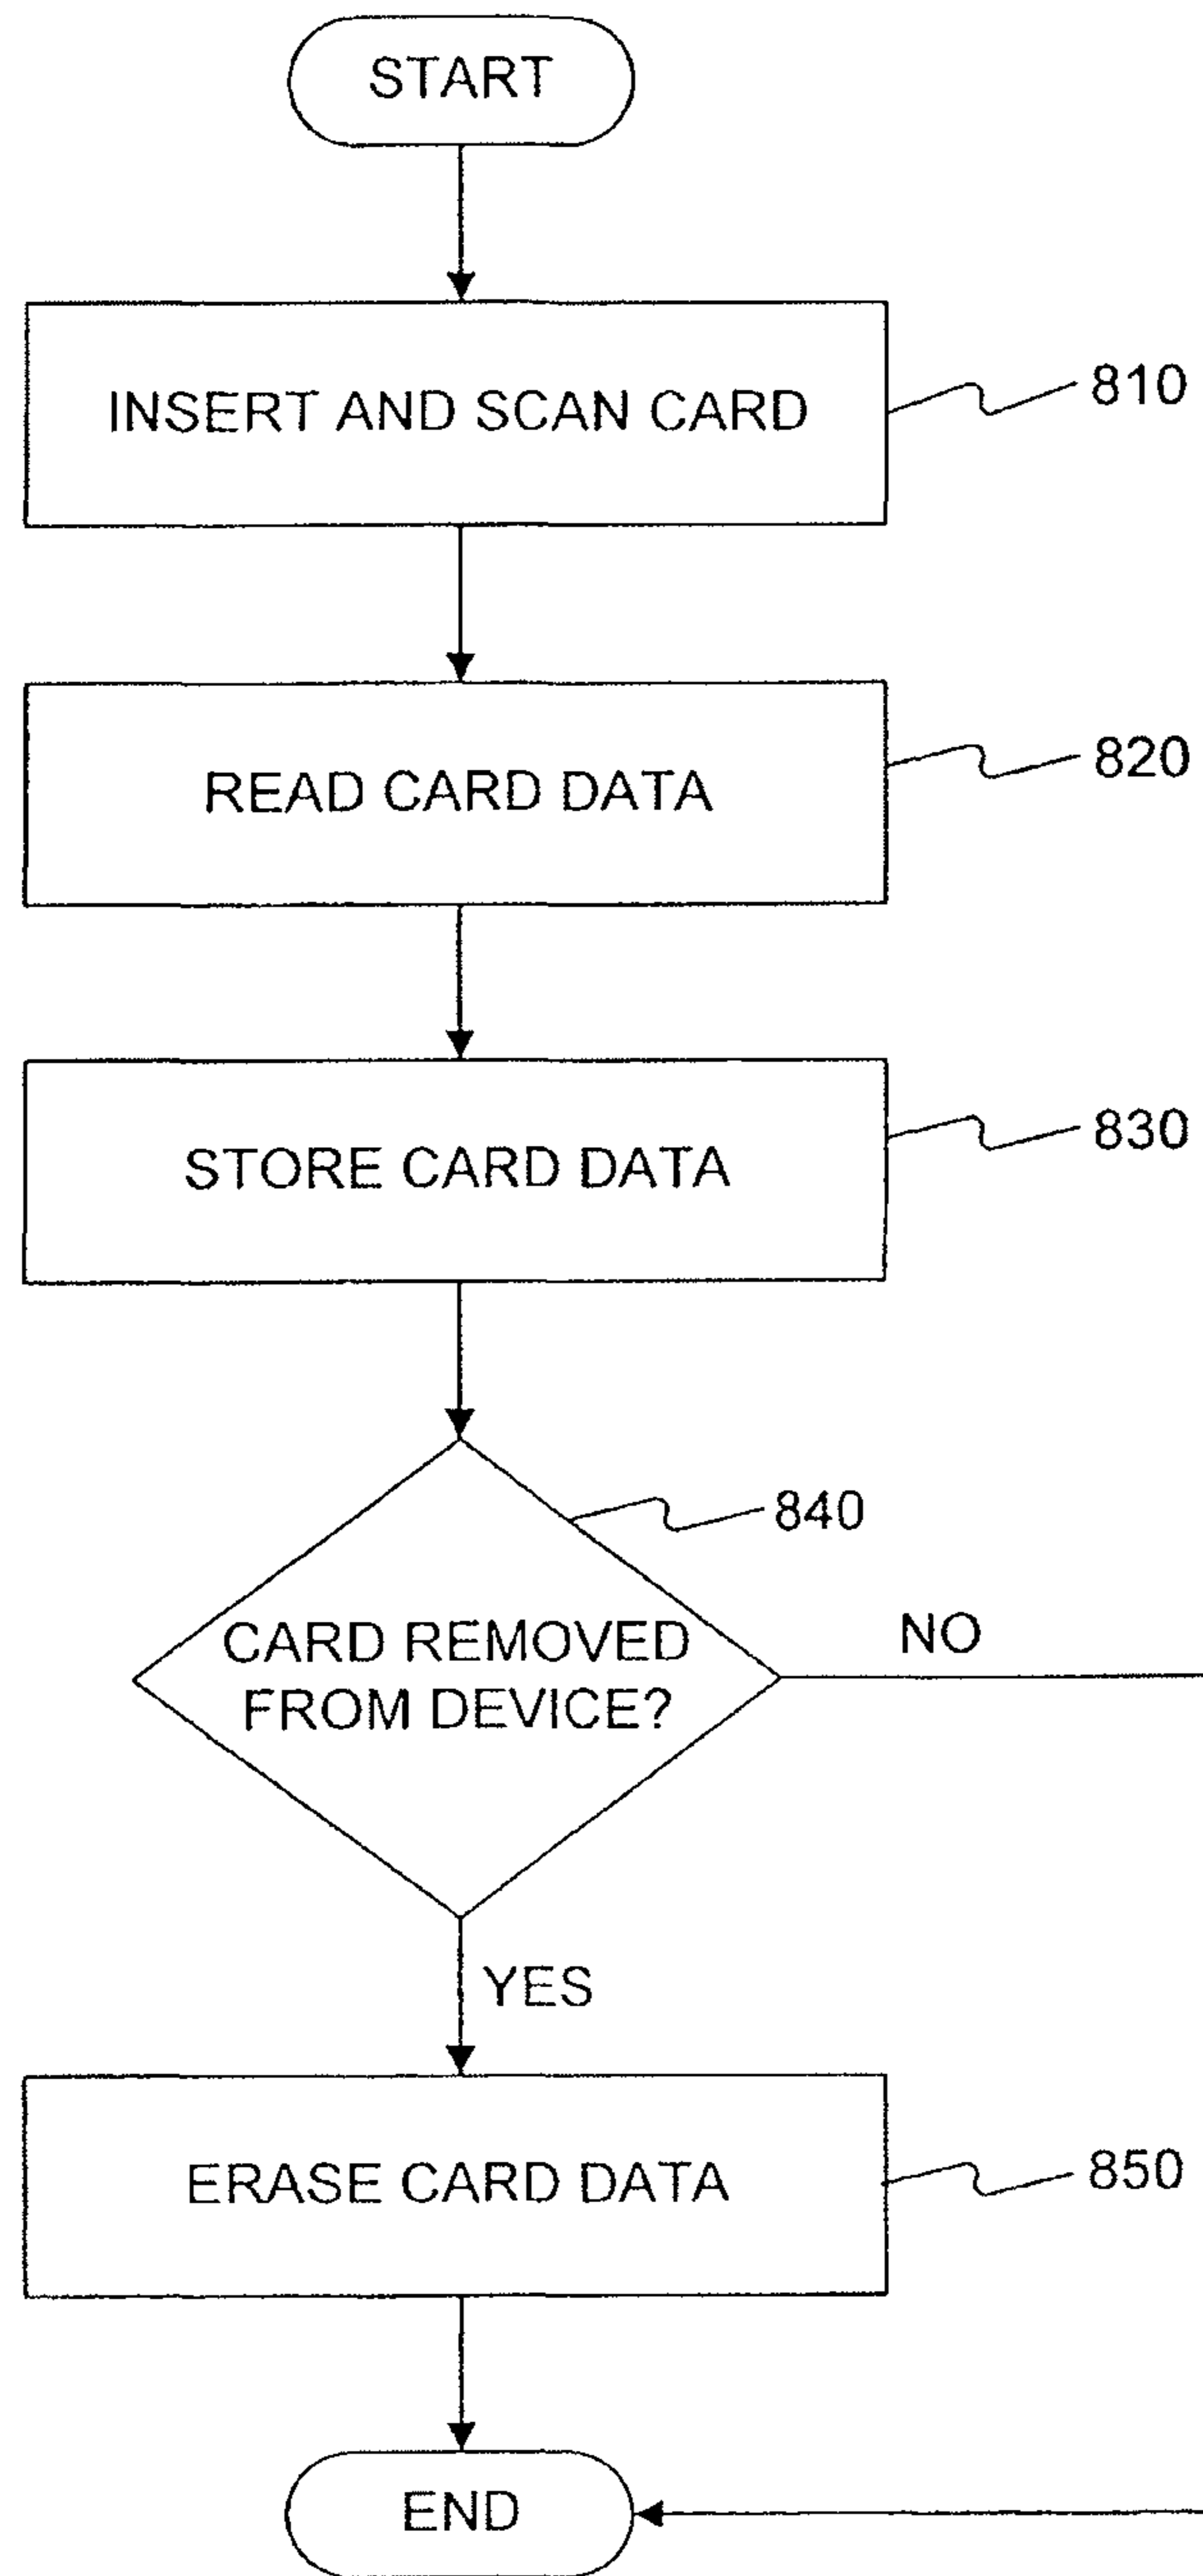 START
INSERT AND SCAN CARD
810
READ CARD DATA
820
STORE CARD DATA
830
840
CARD REMOVED
FROM DEVICE?
NO
YES
ERASE CARD DATA
850
END